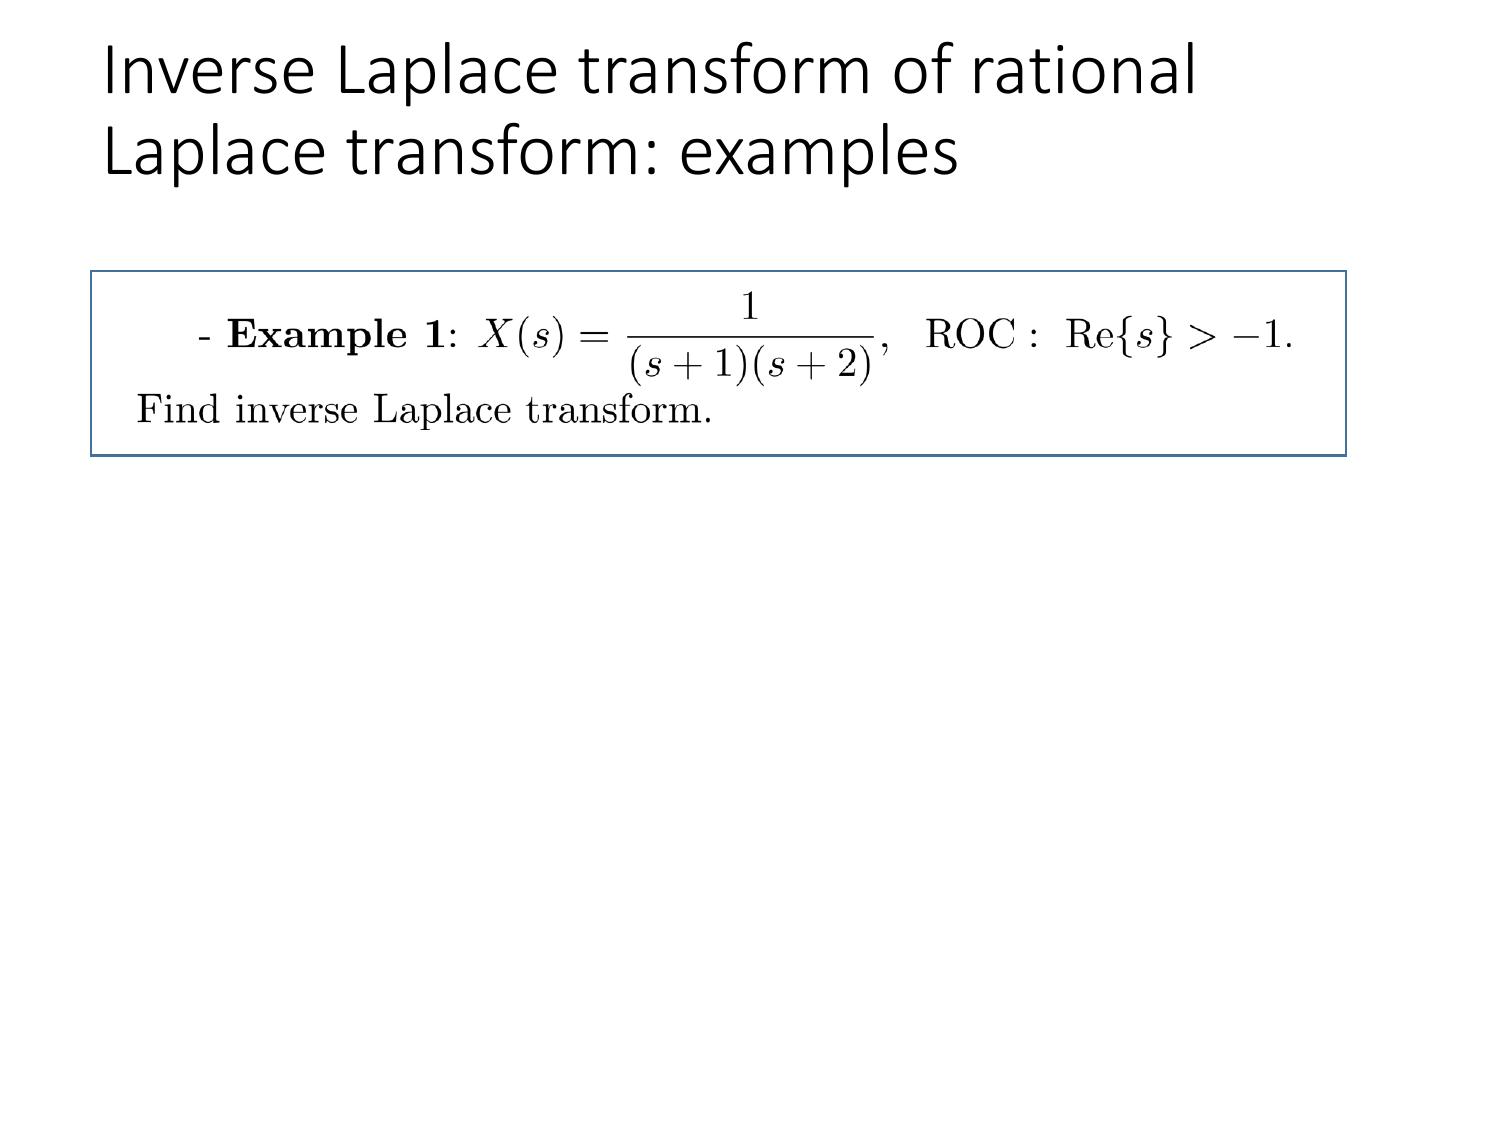 Inverse Laplace transform of rational
Laplace transform: examples
- Example 1: X(s) = \frac{1}{(s + 1)(s + 2)}, ROC : Re{s} > −1.
Find inverse Laplace transform.